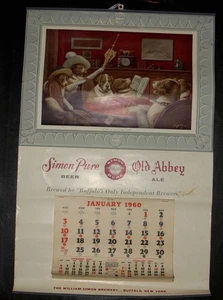 Simon Pure Old Abbey
BEER ALE
Brewed by "Buffalo's Only Independent Brewery"
JANUARY 1960
1 2
3 4 5 6 7 8 9
10 11 12 13 14 15 16
17 18 19 20 21 22 23
24 25 26 27 28 29 30
31
THE WILLIAM SIMON BREWERY, BUFFALO, NEW YORK